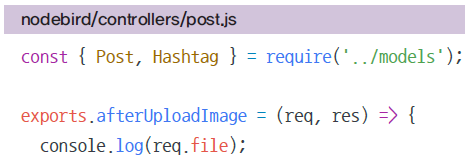 nodebird/controllers/post.js
const { Post, Hashtag } = require('../models');
exports.afterUploadImage = (req, res) => {
console.log(req.file);